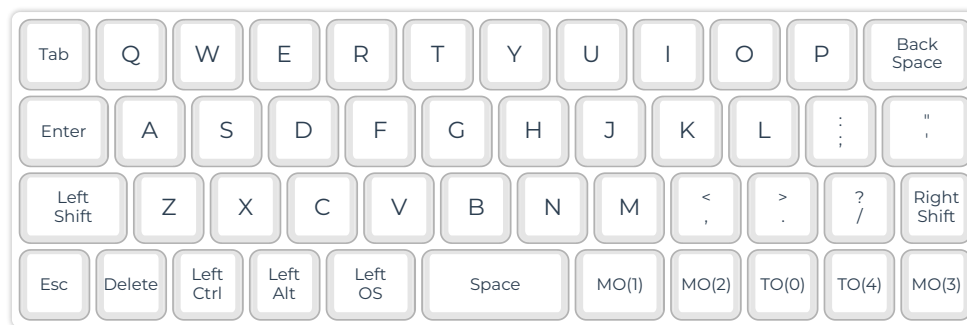 Tab Q W E R T Y U I O P Back Space
Enter A S D F G H J K L : ; " '
Left Shift Z X C V B N M < , > . ? / Right Shift
Esc Delete Left Ctrl Left Alt Left OS Space MO(1) MO(2) TO(0) TO(4) MO(3)